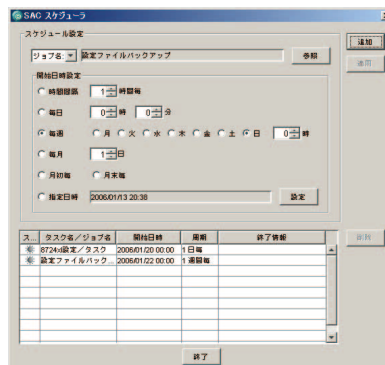 SAG スケジューラ
スケジュール設定
ジョブ名: 設定ファイルバックアップ 参照 追加
適用
開始日時設定
時間間隔 1 時間毎
毎日 0 時 0 分
毎週 月 火 水 木 金 土 日 0 時
毎月 1 日
月初毎 月末毎
指定日時 2006/01/13 20:38 設定
ス... タスク名／ジョブ名 開始日時 周期 終了情報 削除
8724xl設定／タスク 2006/01/20 00:00 1 日毎
設定ファイルバック... 2006/01/22 00:00 1 週間毎
終了